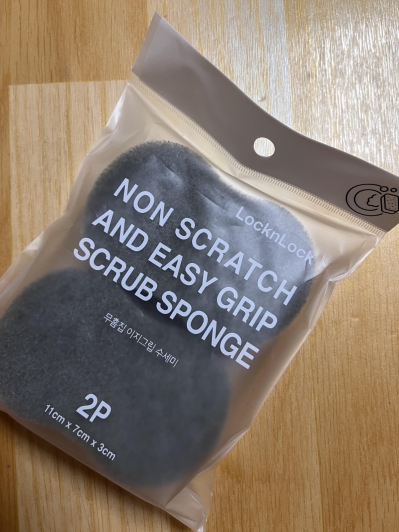 LocknLock
NON SCRATCH
AND EASY GRIP
SCRUB SPONGE
무흠집 이지그립 수세미
2P
11cm x 7cm x 3cm